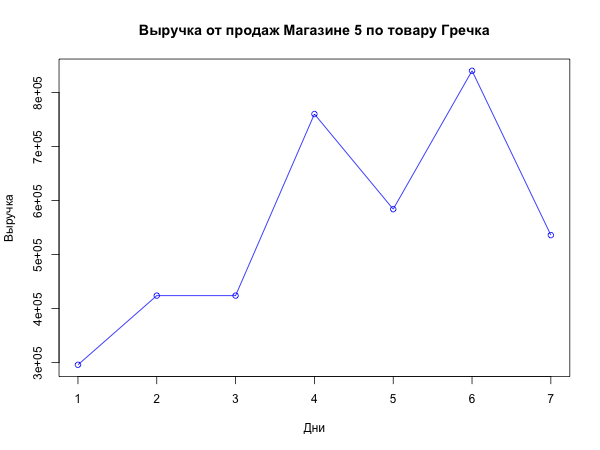 Выручка от продаж Магазине 5 по товару Гречка
Выручка
8e+05
7e+05
6e+05
5e+05
4e+05
3e+05
1 2 3 4 5 6 7
Дни